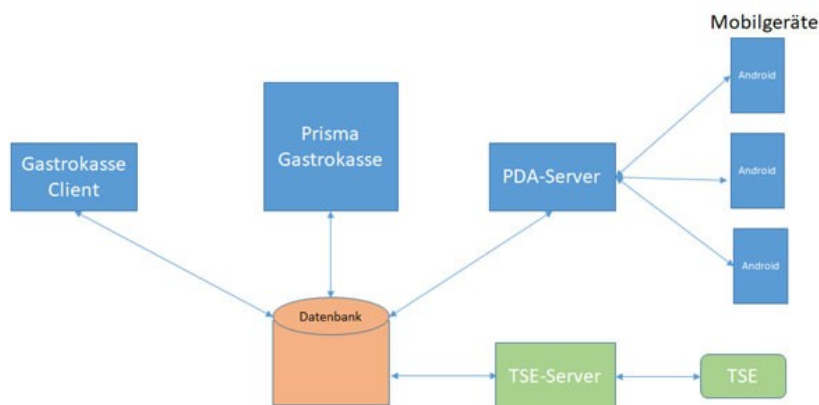 Mobilgeräte
Android
Prisma
Gastrokasse
Gastrokasse
Client
PDA-Server
Android
Android
Datenbank
TSE-Server
TSE